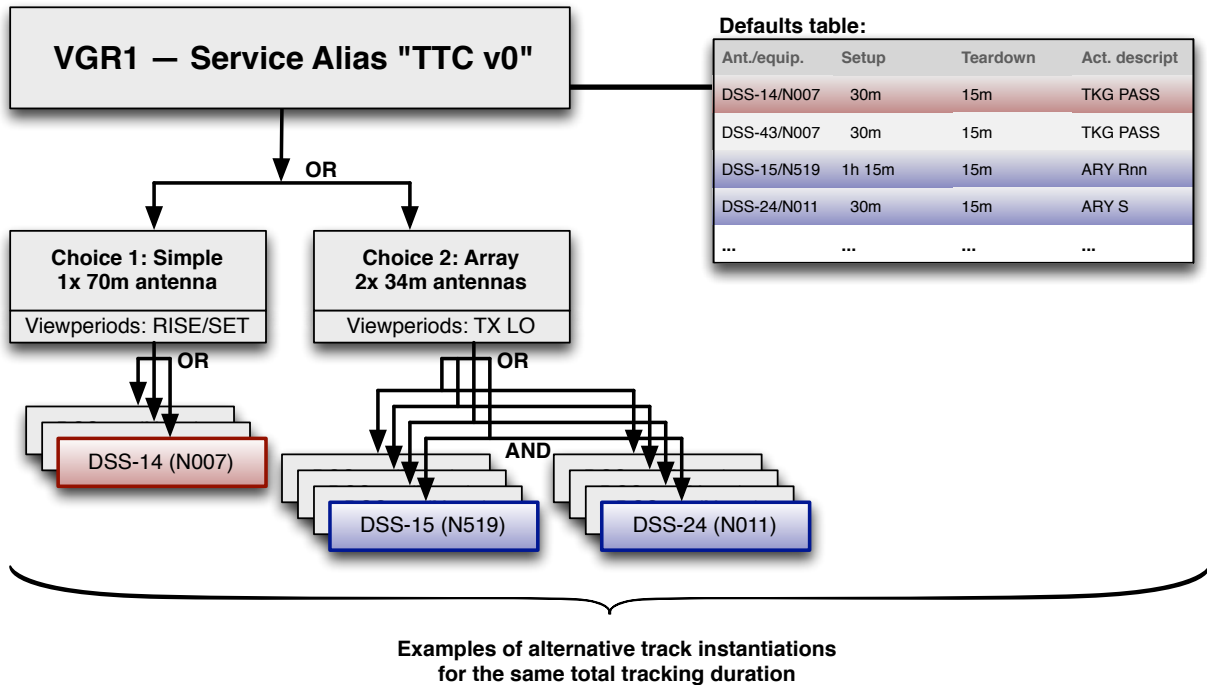 VGR1 — Service Alias "TTC v0"
Defaults table:
Ant./equip. Setup Teardown Act. descript
DSS-14/N007 30m 15m TKG PASS
DSS-43/N007 30m 15m TKG PASS
DSS-15/N519 1h 15m 15m ARY Rnn
DSS-24/N011 30m 15m ARY S
... ... ... ...
OR
Choice 1: Simple
1x 70m antenna
Viewperiods: RISE/SET
Choice 2: Array
2x 34m antennas
Viewperiods: TX LO
OR
OR
DSS-14 (N007)
AND
DSS-15 (N519)
DSS-24 (N011)
Examples of alternative track instantiations
for the same total tracking duration